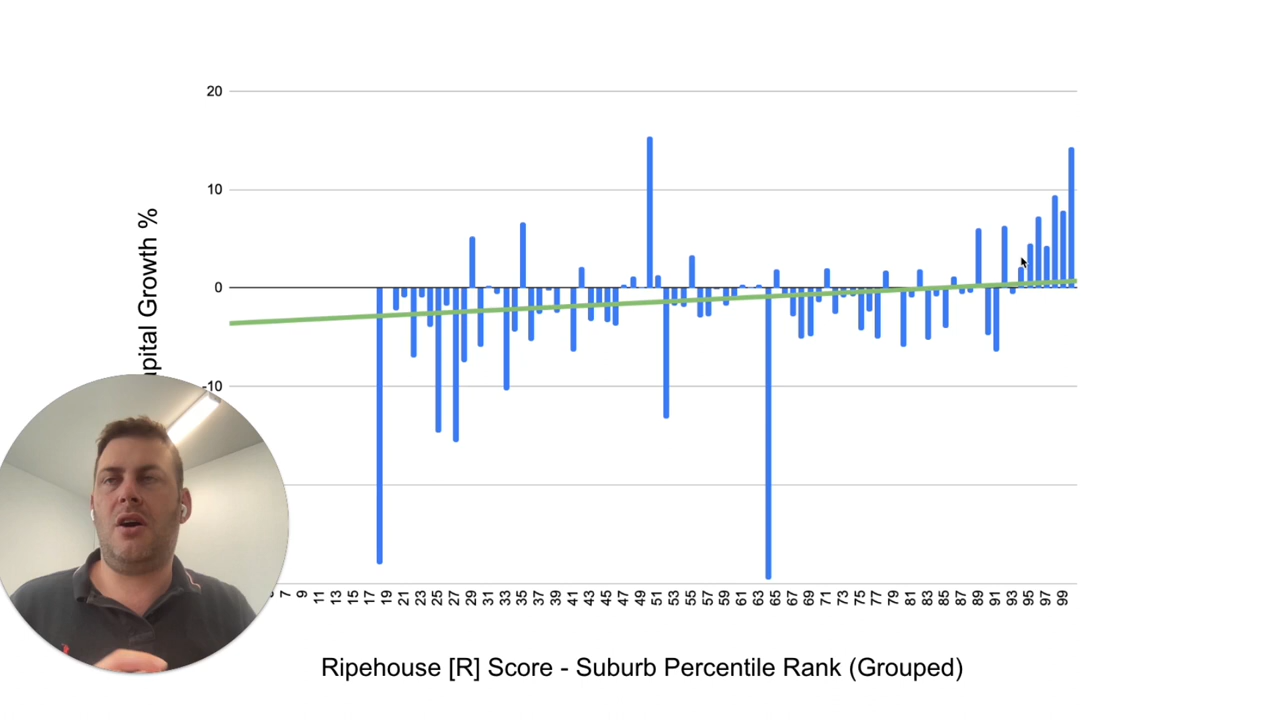 20
10
0
-10
apital Growth %
7 9 11 13 15 17 19 21 23 25 27 29 31 33 35 37 39 41 43 45 47 49 51 53 55 57 59 61 63 65 67 69 71 73 75 77 79 81 83 85 87 89 91 93 95 97 99
Ripehouse [R] Score - Suburb Percentile Rank (Grouped)